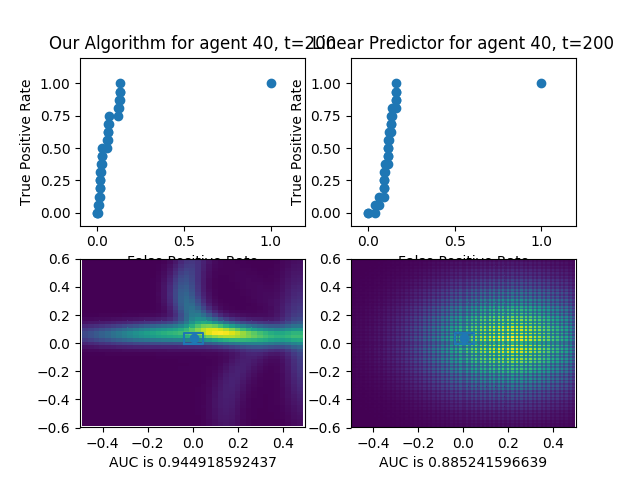 Our Algorithm for agent 40, t=200
Linear Predictor for agent 40, t=200
True Positive Rate
1.00
0.75
0.50
0.25
0.00
0.0 0.5 1.0
False Positive Rate
True Positive Rate
1.00
0.75
0.50
0.25
0.00
0.0 0.5 1.0
False Positive Rate
0.6
0.4
0.2
0.0
−0.2
−0.4
−0.6
−0.4 −0.2 0.0 0.2 0.4
AUC is 0.944918592437
0.6
0.4
0.2
0.0
−0.2
−0.4
−0.6
−0.4 −0.2 0.0 0.2 0.4
AUC is 0.885241596639